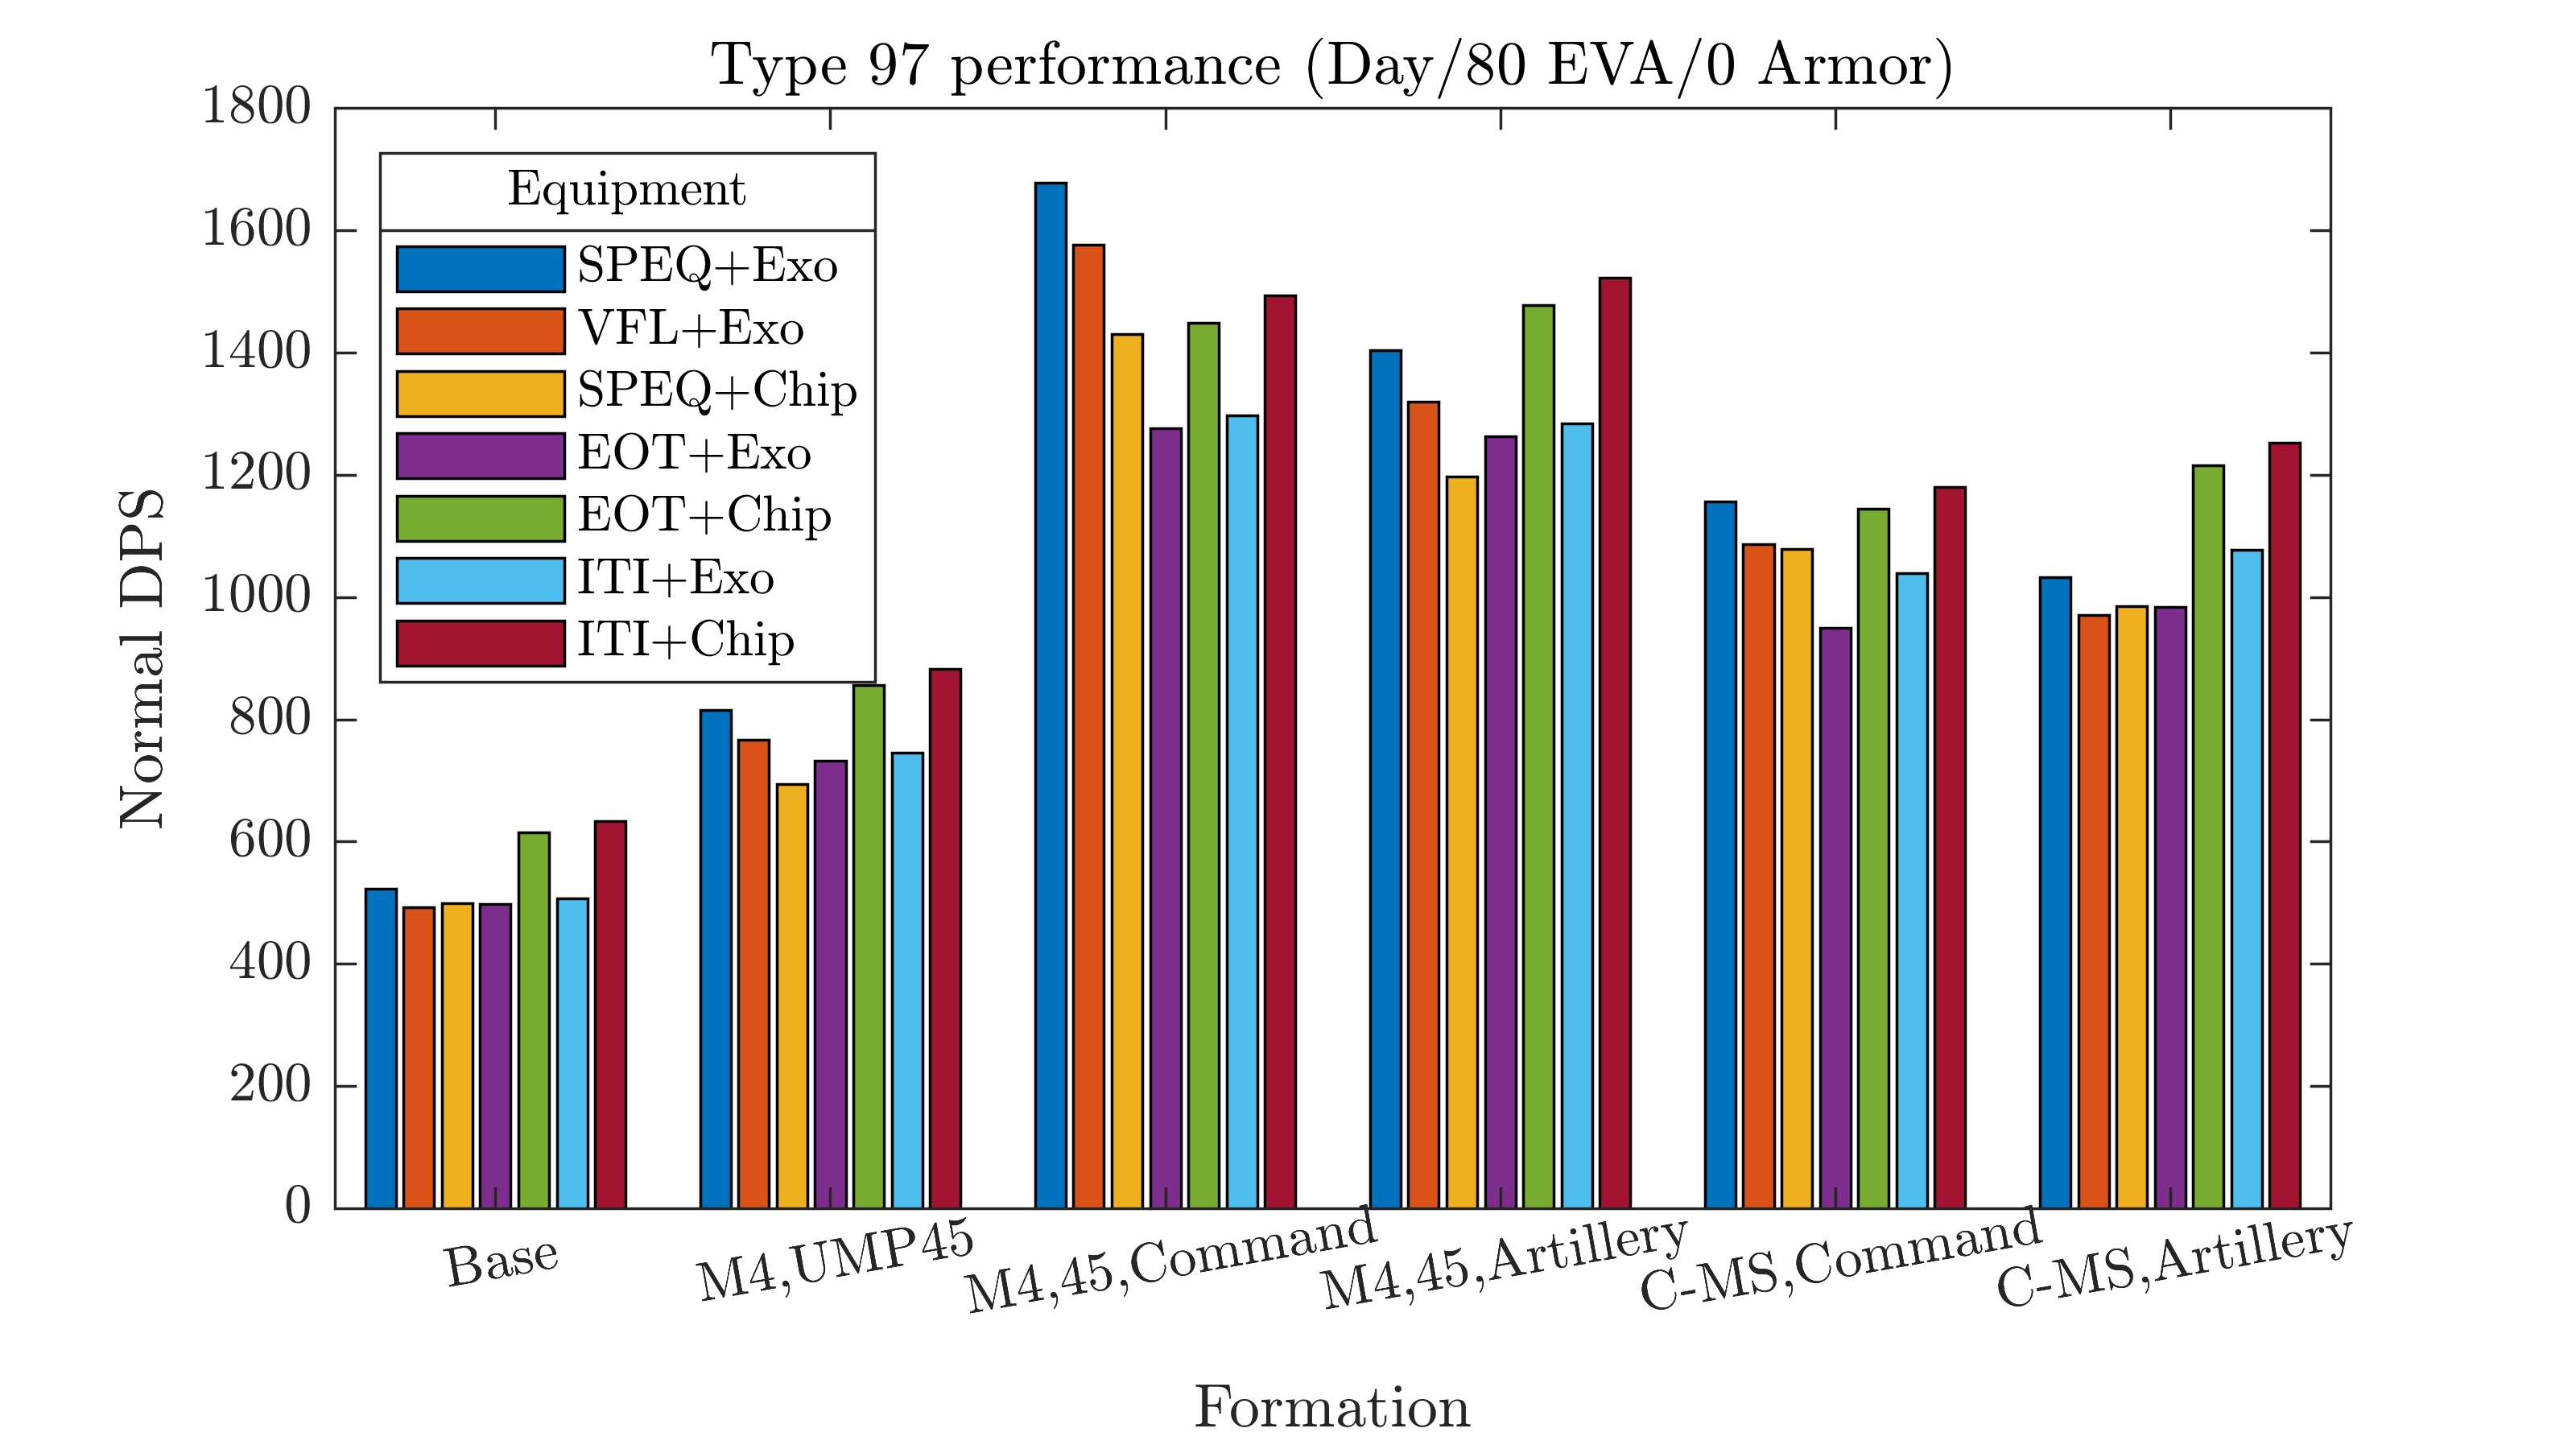 Type 97 performance (Day/80 EVA/0 Armor)
1800
1600
1400
1200
1000
800
600
400
200
0
Normal DPS
Equipment
SPEQ+Exo
VFL+Exo
SPEQ+Chip
EOT+Exo
EOT+Chip
ITI+Exo
ITI+Chip
Base
M4,UMP45
M4,45,Command
M4,45,Artillery
C-MS,Command
C-MS,Artillery
Formation